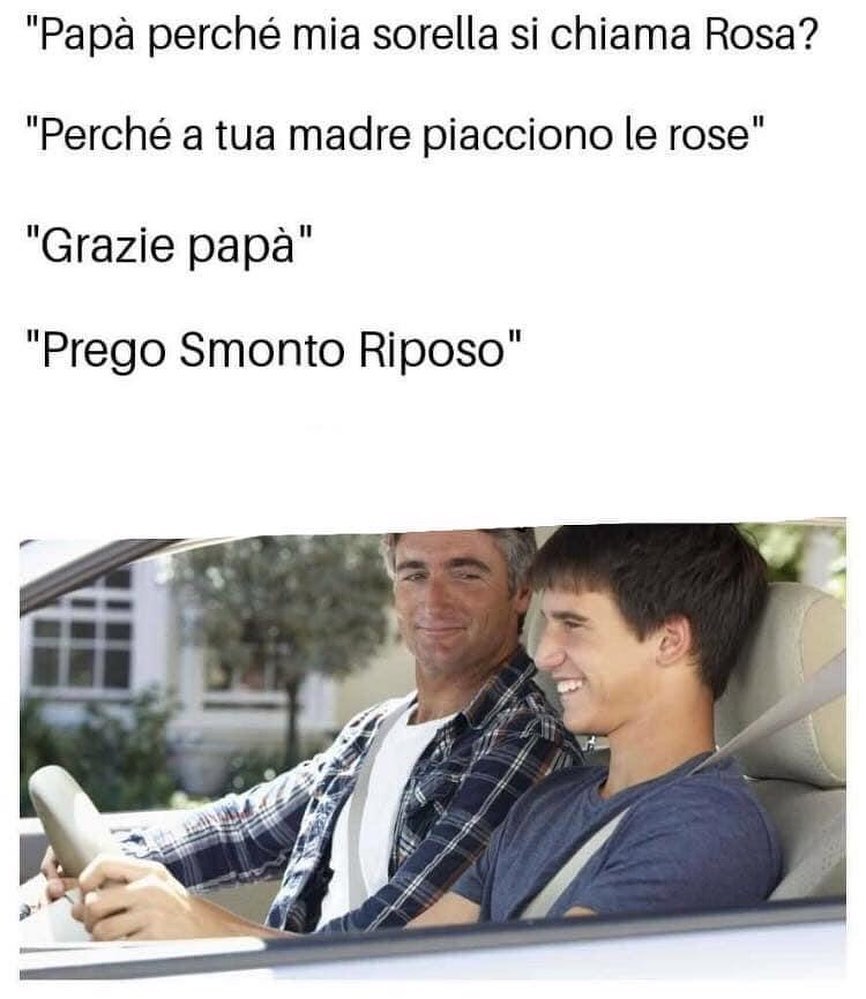 "Papà perché mia sorella si chiama Rosa?
"Perché a tua madre piacciono le rose"
"Grazie papà"
"Prego Smonto Riposo"